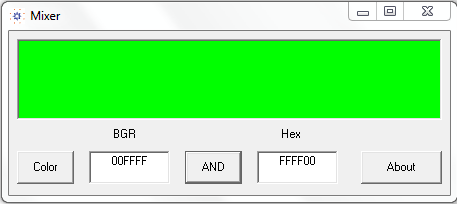 Mixer
BGR Hex
Color 00FFFF AND FFFF00 About